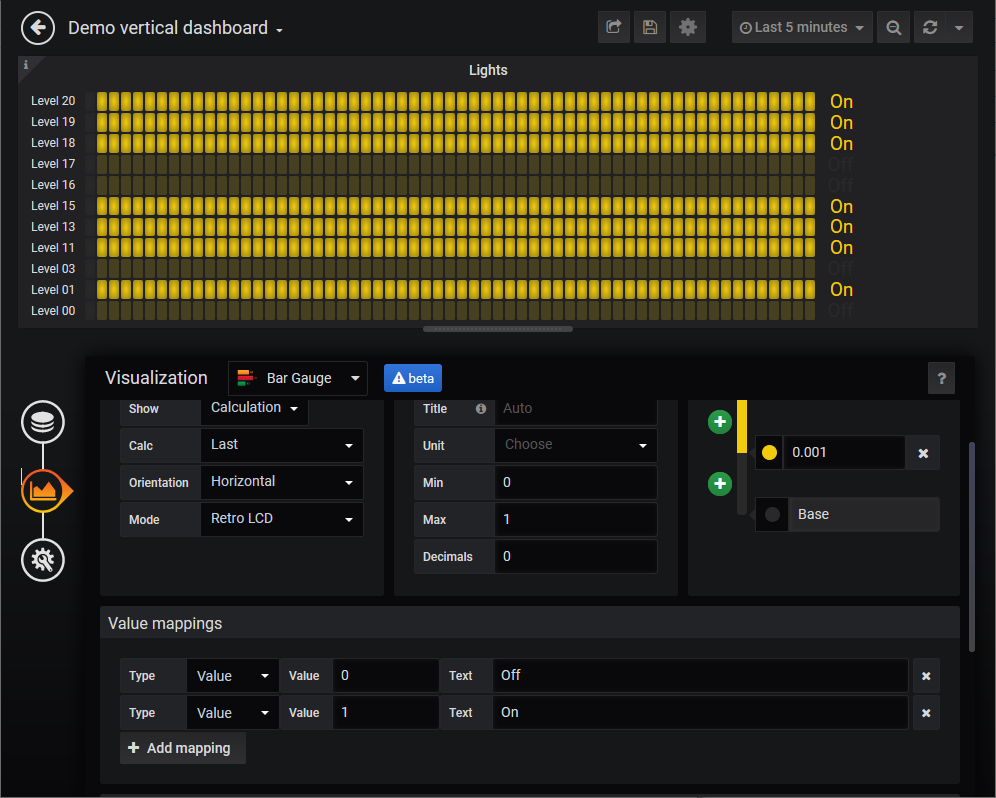 Demo vertical dashboard
Last 5 minutes
i
Lights
Level 20 On
Level 19 On
Level 18 On
Level 17 Off
Level 16 Off
Level 15 On
Level 13 On
Level 11 On
Level 03 Off
Level 01 On
Level 00 Off
Visualization Bar Gauge beta ?
Show Calculation Title Auto
Calc Last Unit Choose 0.001
Orientation Horizontal Min 0
Mode Retro LCD Max 1 Base
Decimals 0
Value mappings
Type Value Value 0 Text Off
Type Value Value 1 Text On
Add mapping